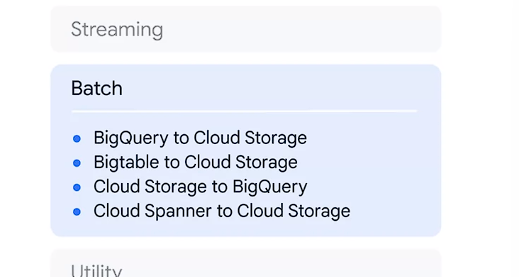 Streaming
Batch
BigQuery to Cloud Storage
Bigtable to Cloud Storage
Cloud Storage to BigQuery
Cloud Spanner to Cloud Storage
Utility